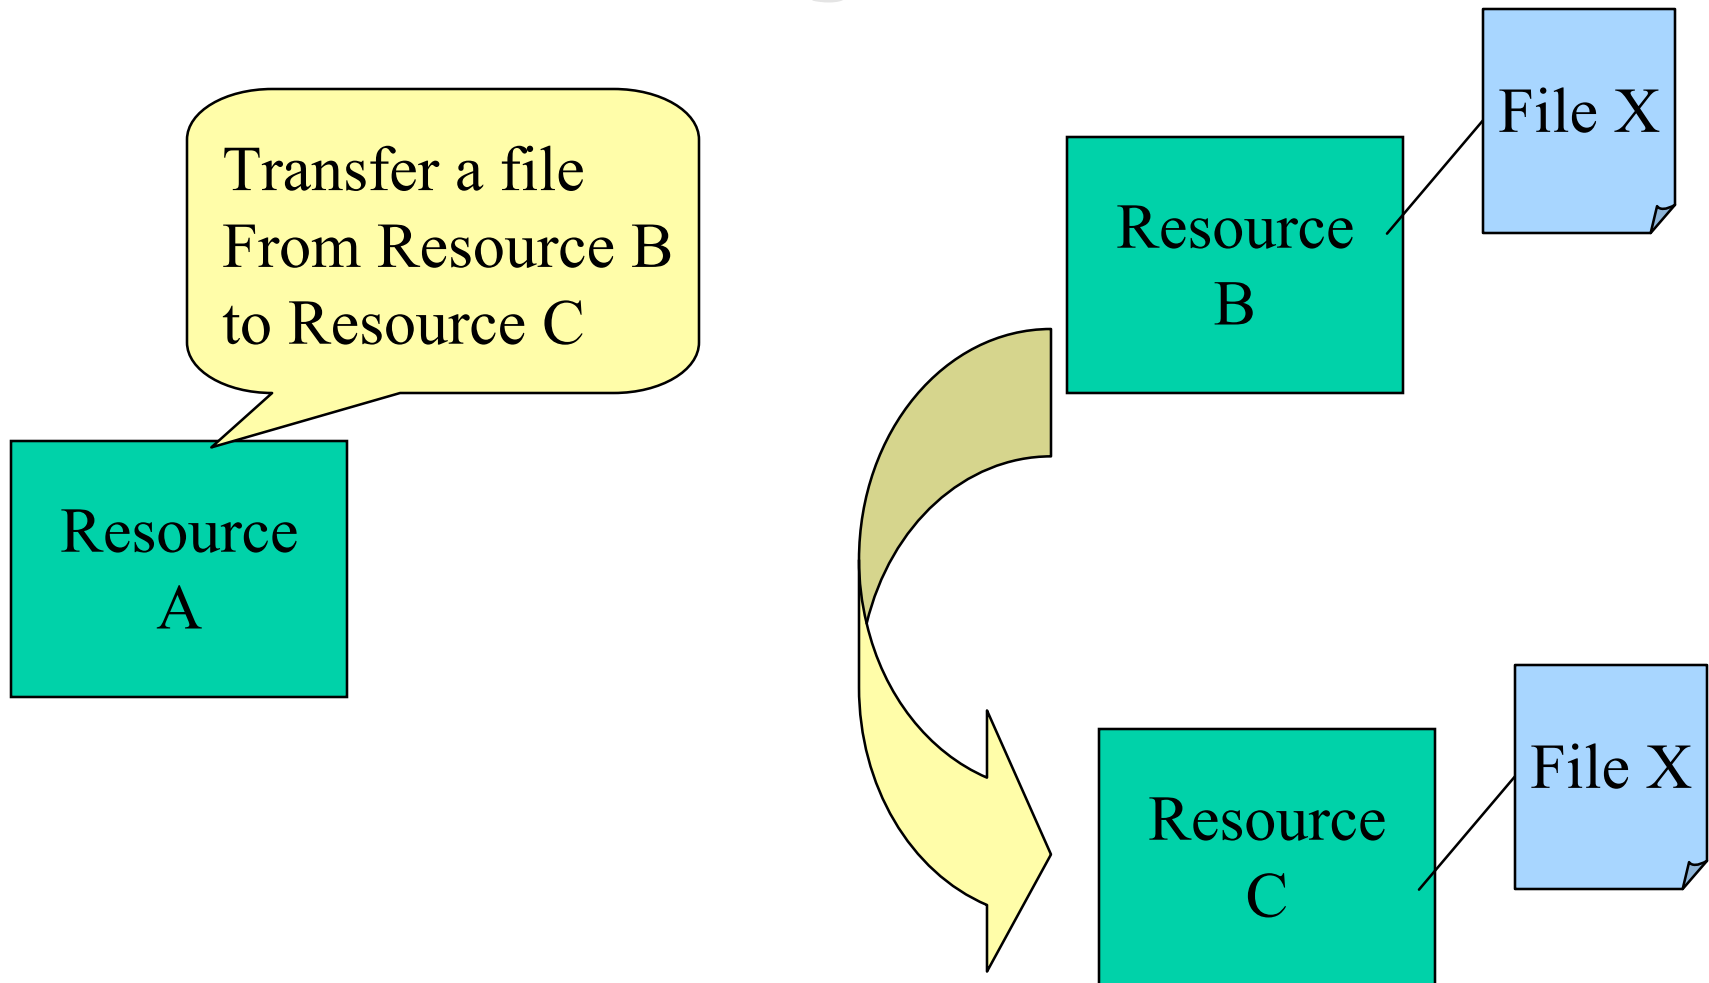 Transfer a file
From Resource B
to Resource C
Resource
A
Resource
B
File X
Resource
C
File X